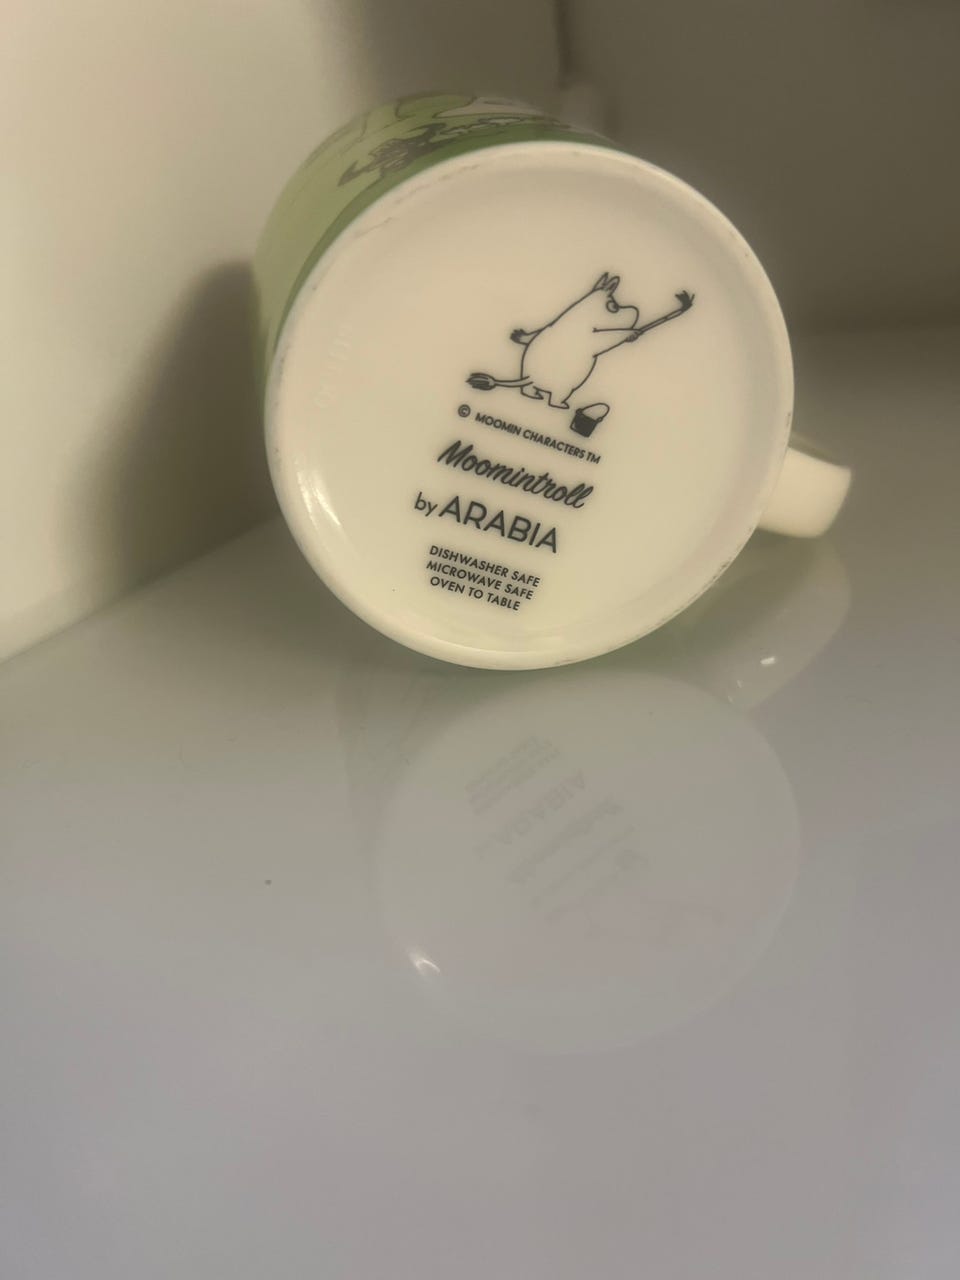 © MOOMIN CHARACTERS TM
Moomintroll
by ARABIA
DISHWASHER SAFE
MICROWAVE SAFE
OVEN TO TABLE